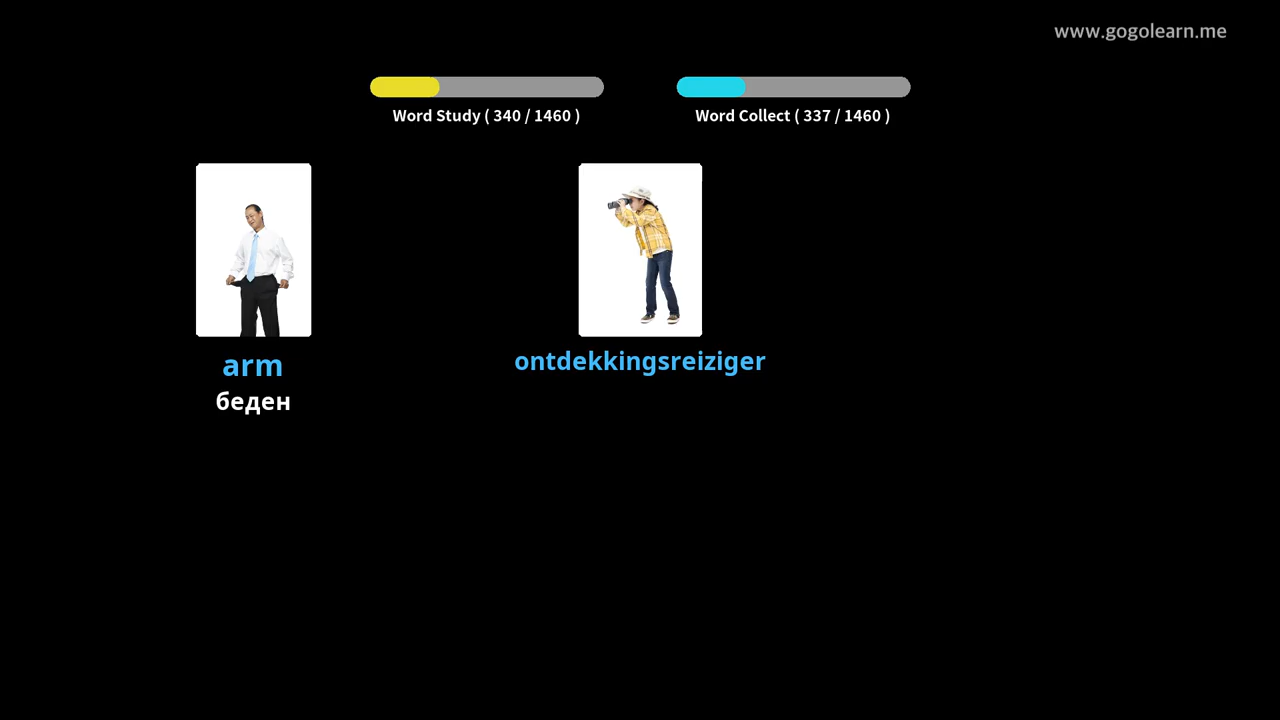 www.gogolearn.me
Word Study ( 340 / 1460 )
Word Collect ( 337 / 1460 )
arm
беден
ontdekkingsreiziger